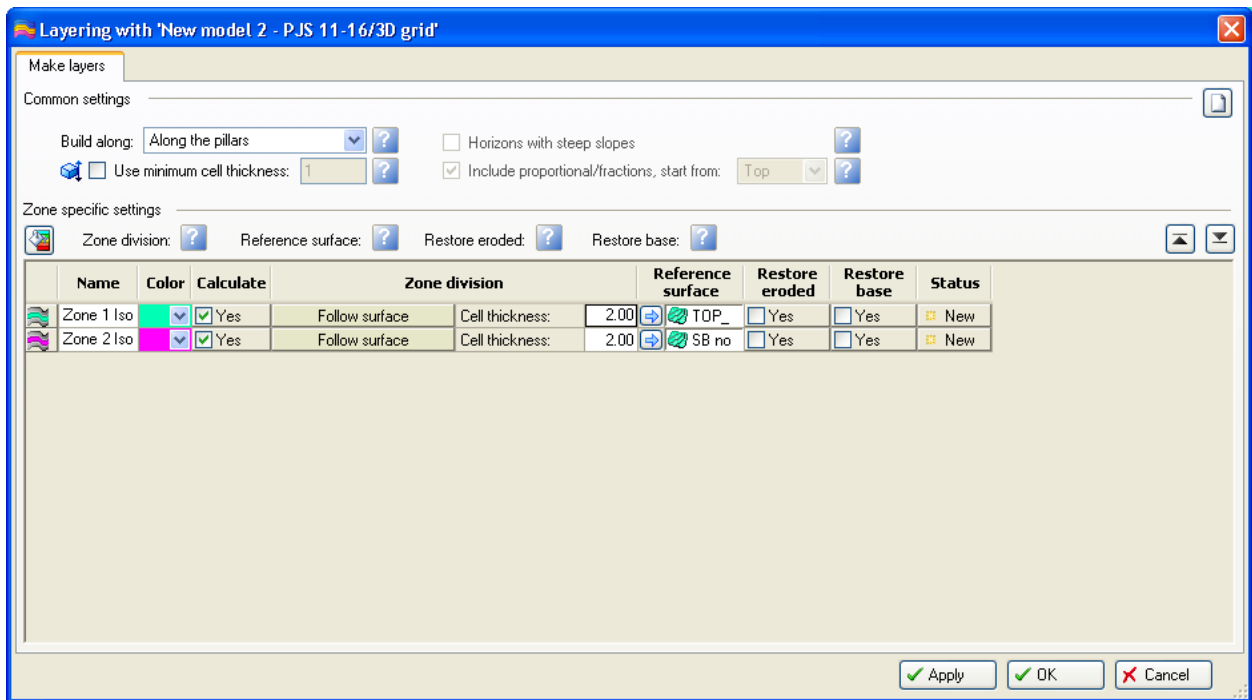 Layering with 'New model 2 - PJS 11-16/3D grid'
Make layers
Common settings
Build along: Along the pillars ? Horizons with steep slopes ?
Use minimum cell thickness: 1 ? Include proportional/fractions, start from: Top ?
Zone specific settings
Zone division: ? Reference surface: ? Restore eroded: ? Restore base: ?
Name Color Calculate Zone division Reference surface Restore eroded Restore base Status
Zone 1 Iso Yes Follow surface Cell thickness: 2.00 TOP_ Yes Yes New
Zone 2 Iso Yes Follow surface Cell thickness: 2.00 SB no Yes Yes New
Apply OK Cancel